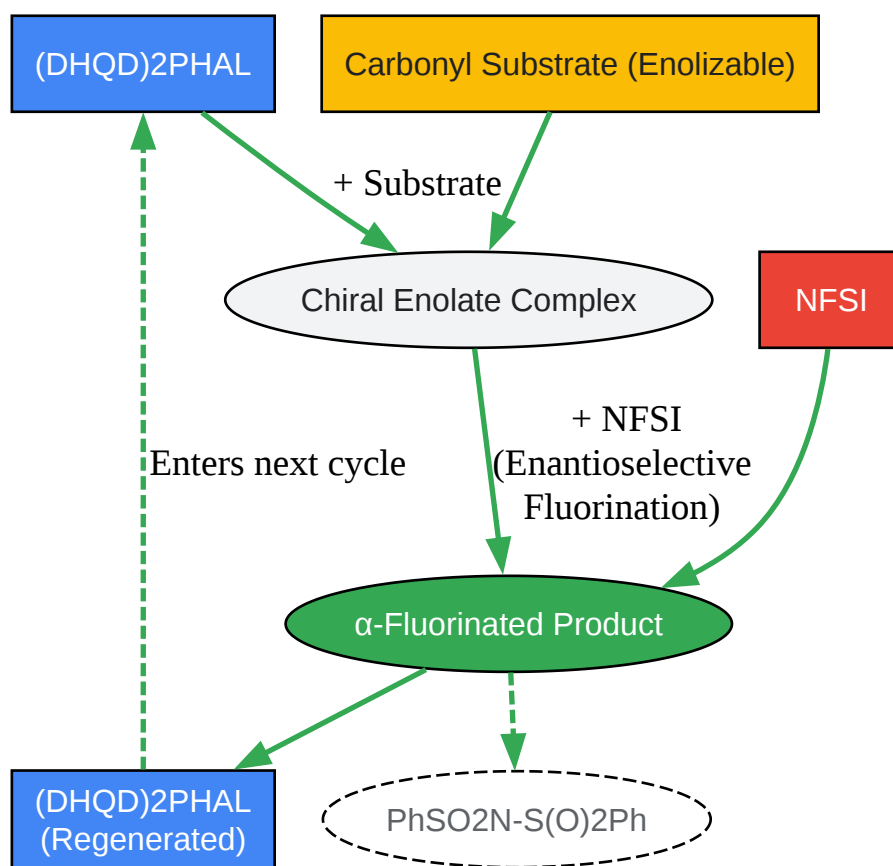 (DHQD)2PHAL
Carbonyl Substrate (Enolizable)
+ Substrate
Chiral Enolate Complex
NFSI
+ NFSI
(Enantioselective
Fluorination)
Enters next cycle
α-Fluorinated Product
(DHQD)2PHAL
(Regenerated)
PhSO2N-S(O)2Ph